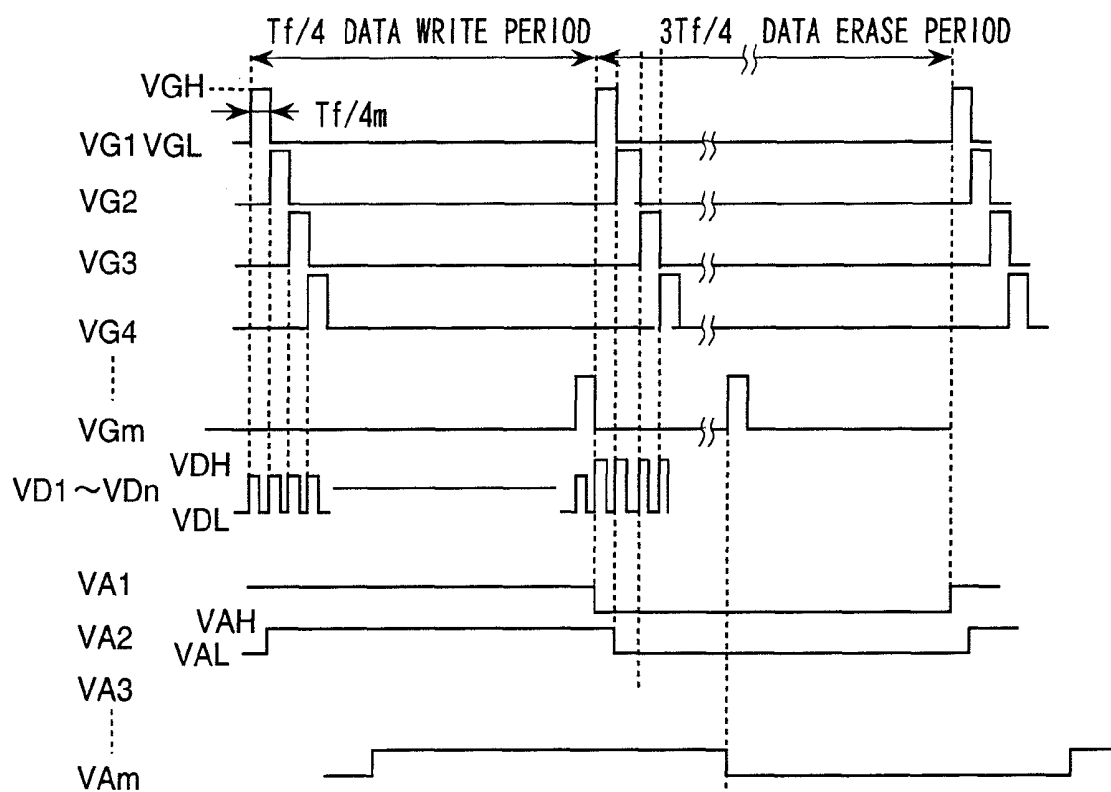 Tf/4 DATA WRITE PERIOD 3Tf/4 DATA ERASE PERIOD
VGH
Tf/4m
VG1 VGL
VG2
VG3
VG4
VGm
VDH
VD1～VDn
VDL
VA1
VAH
VA2
VAL
VA3
VAm